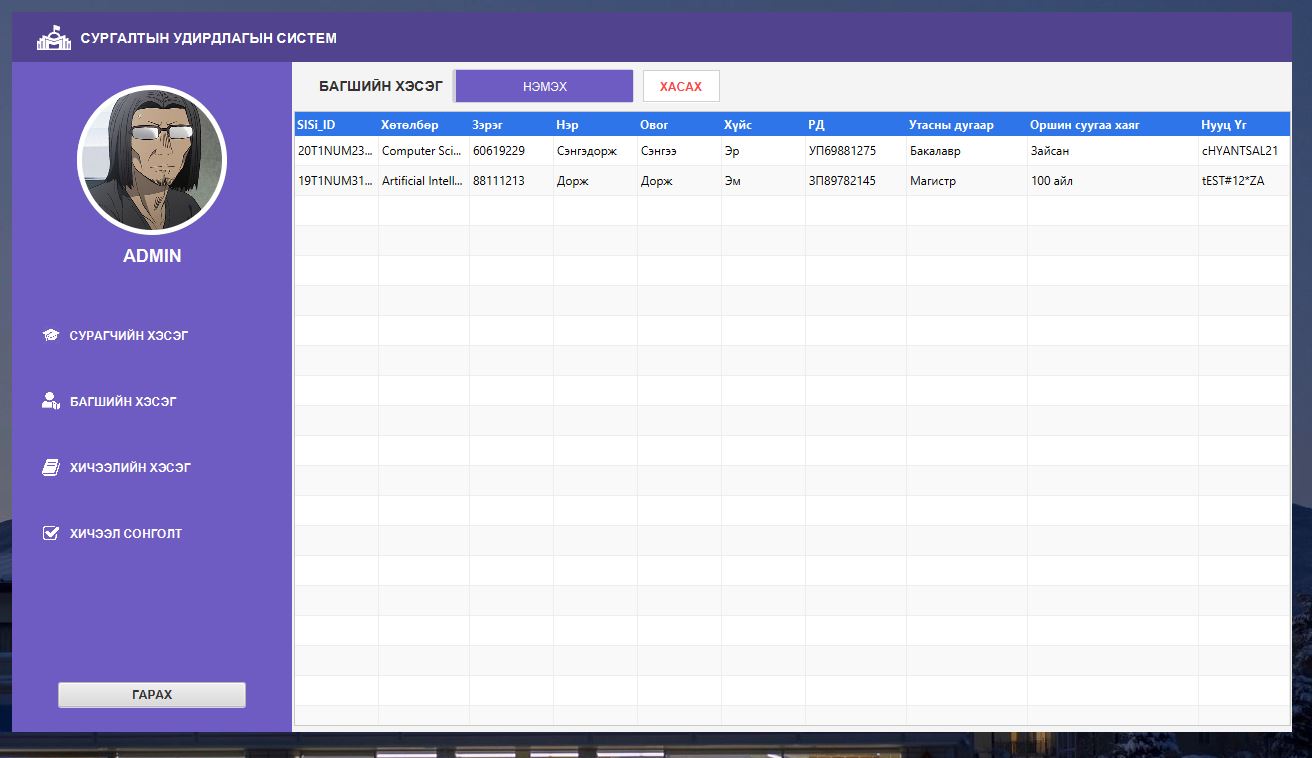 СУРГАЛТЫН УДИРДЛАГЫН СИСТЕМ
ADMIN
СУРАГЧИЙН ХЭСЭГ
БАГШИЙН ХЭСЭГ
ХИЧЭЭЛИЙН ХЭСЭГ
ХИЧЭЭЛ СОНГОЛТ
ГАРАХ
БАГШИЙН ХЭСЭГ НЭМЭХ ХАСАХ
SISi_ID Хөтөлбөр Зэрэг Нэр Овог Хүйс РД Утасны дугаар Оршин суугаа хаяг Нууц Үг
20T1NUM23... Computer Sci... 60619229 Сэнгэдорж Сэнгээ Эр УП69881275 Бакалавр Зайсан cHYANTSAL21
19T1NUM31... Artificial Intell... 88111213 Дорж Дорж Эм ЗП89782145 Магистр 100 айл tEST#12*ZA